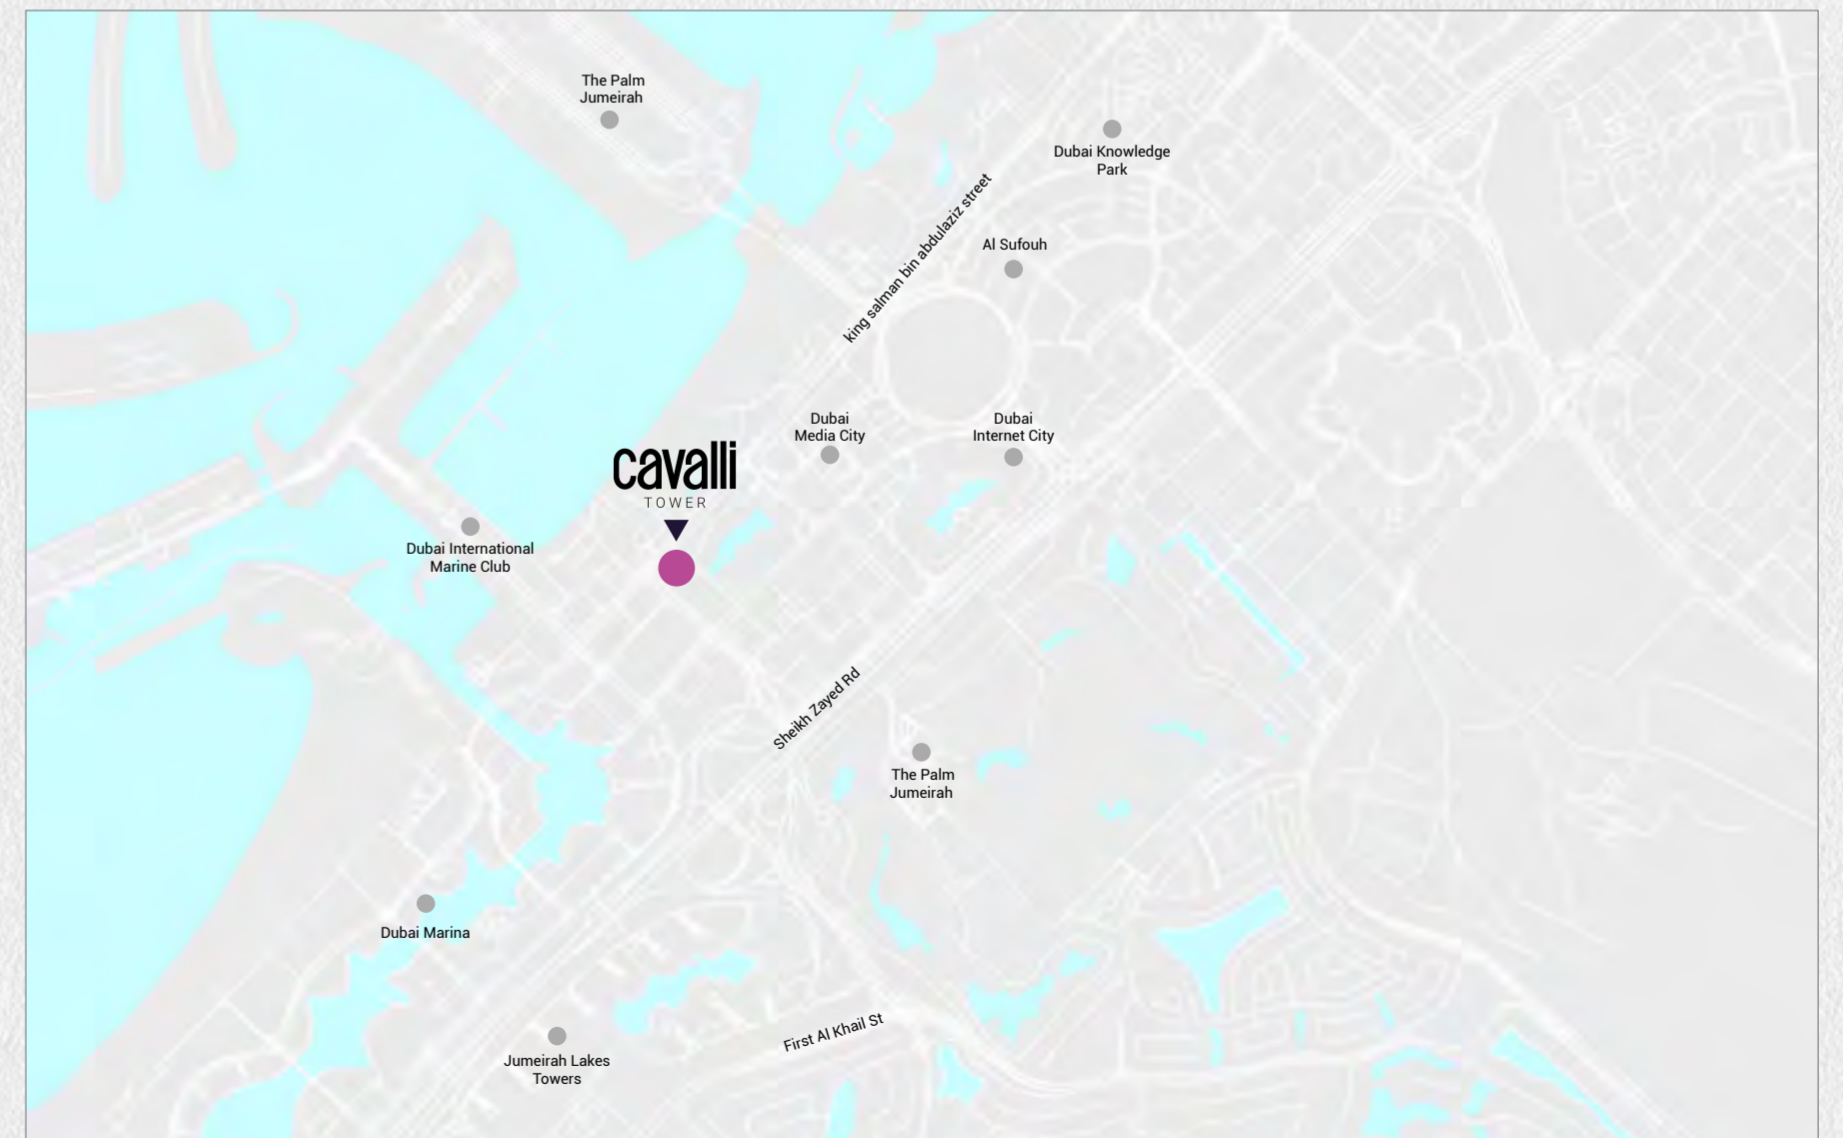 The Palm
Jumeirah
Dubai Knowledge
Park
king salman bin abdulaziz street
Al Sufouh
Dubai
Media City
Dubai
Internet City
cavalli
TOWER
Dubai International
Marine Club
Sheikh Zayed Rd
The Palm
Jumeirah
Dubai Marina
First Al Khail St
Jumeirah Lakes
Towers